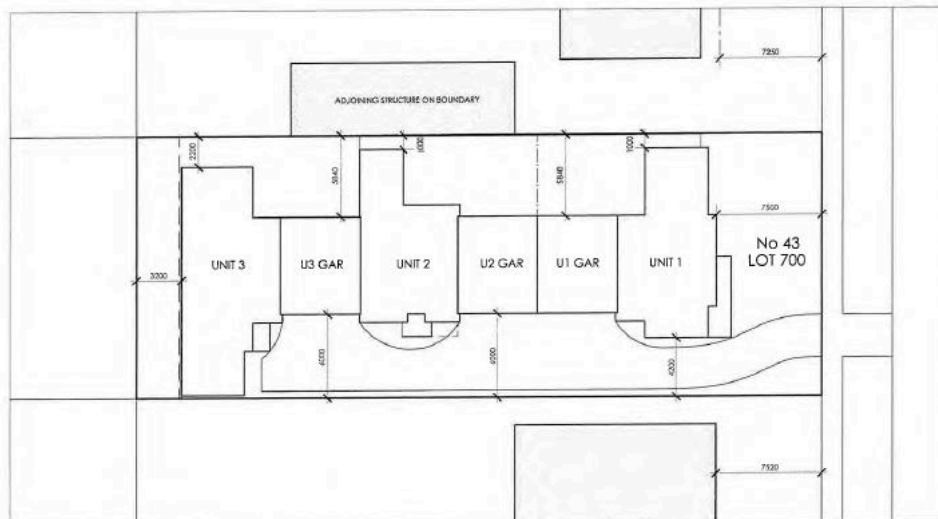 7250
ADJOINING STRUCTURE ON BOUNDARY
2200
5840
1000
5840
1000
7500
No 43
LOT 700
UNIT 3
U3 GAR
UNIT 2
U2 GAR
U1 GAR
UNIT 1
3200
6000
6000
4200
7520